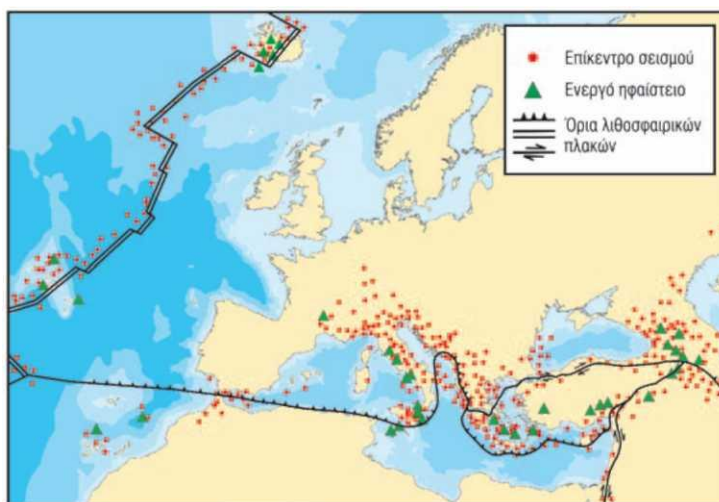 Επίκεντρο σεισμού
Ενεργό ηφαίστειο
Όρια λιθοσφαιρικών
πλακών